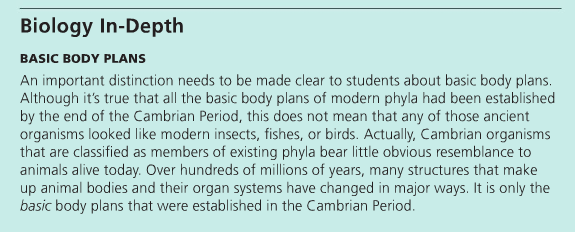 Biology In-Depth
BASIC BODY PLANS
An important distinction needs to be made clear to students about basic body plans.
Although it’s true that all the basic body plans of modern phyla had been established
by the end of the Cambrian Period, this does not mean that any of those ancient
organisms looked like modern insects, fishes, or birds. Actually, Cambrian organisms
that are classified as members of existing phyla bear little obvious resemblance to
animals alive today. Over hundreds of millions of years, many structures that make
up animal bodies and their organ systems have changed in major ways. It is only the
basic body plans that were established in the Cambrian Period.